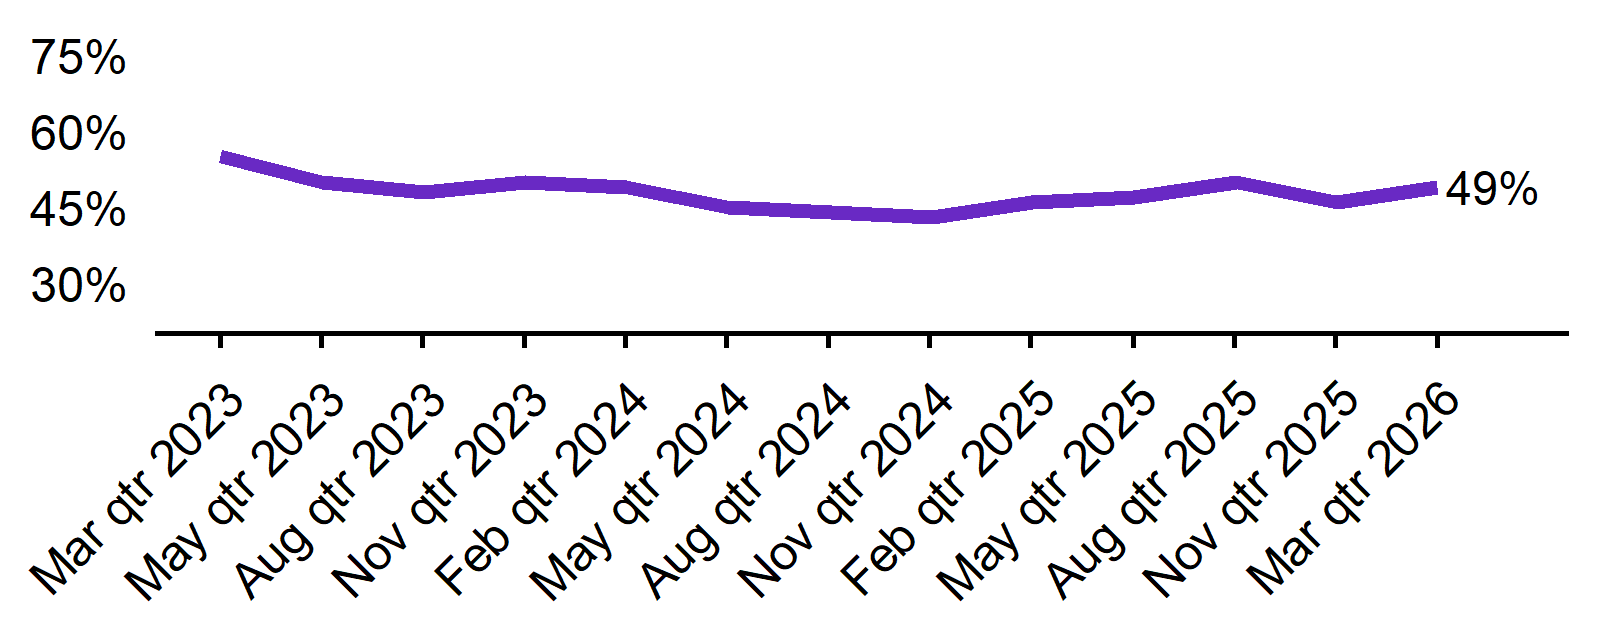 75%
60%
45%
30%
49%
Mar qtr 2023
May qtr 2023
Aug qtr 2023
Nov qtr 2023
Feb qtr 2024
May qtr 2024
Aug qtr 2024
Nov qtr 2024
Feb qtr 2025
May qtr 2025
Aug qtr 2025
Nov qtr 2025
Mar qtr 2026